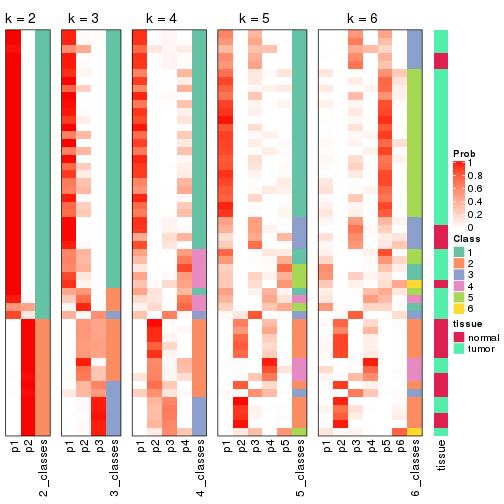 k = 2
k = 3
k = 4
k = 5
k = 6
p1
p2
2_classes
p1
p2
p3
3_classes
p1
p2
p3
p4
4_classes
p1
p2
p3
p4
p5
5_classes
p1
p2
p3
p4
p5
p6
6_classes
tissue
Prob
1
0.8
0.6
0.4
0.2
0
Class
1
2
3
4
5
6
tissue
normal
tumor